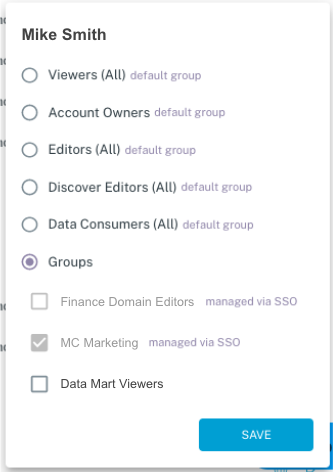 Mike Smith
Viewers (All) default group
Account Owners default group
Editors (All) default group
Discover Editors (All) default group
Data Consumers (All) default group
Groups
Finance Domain Editors managed via SSO
MC Marketing managed via SSO
Data Mart Viewers
SAVE